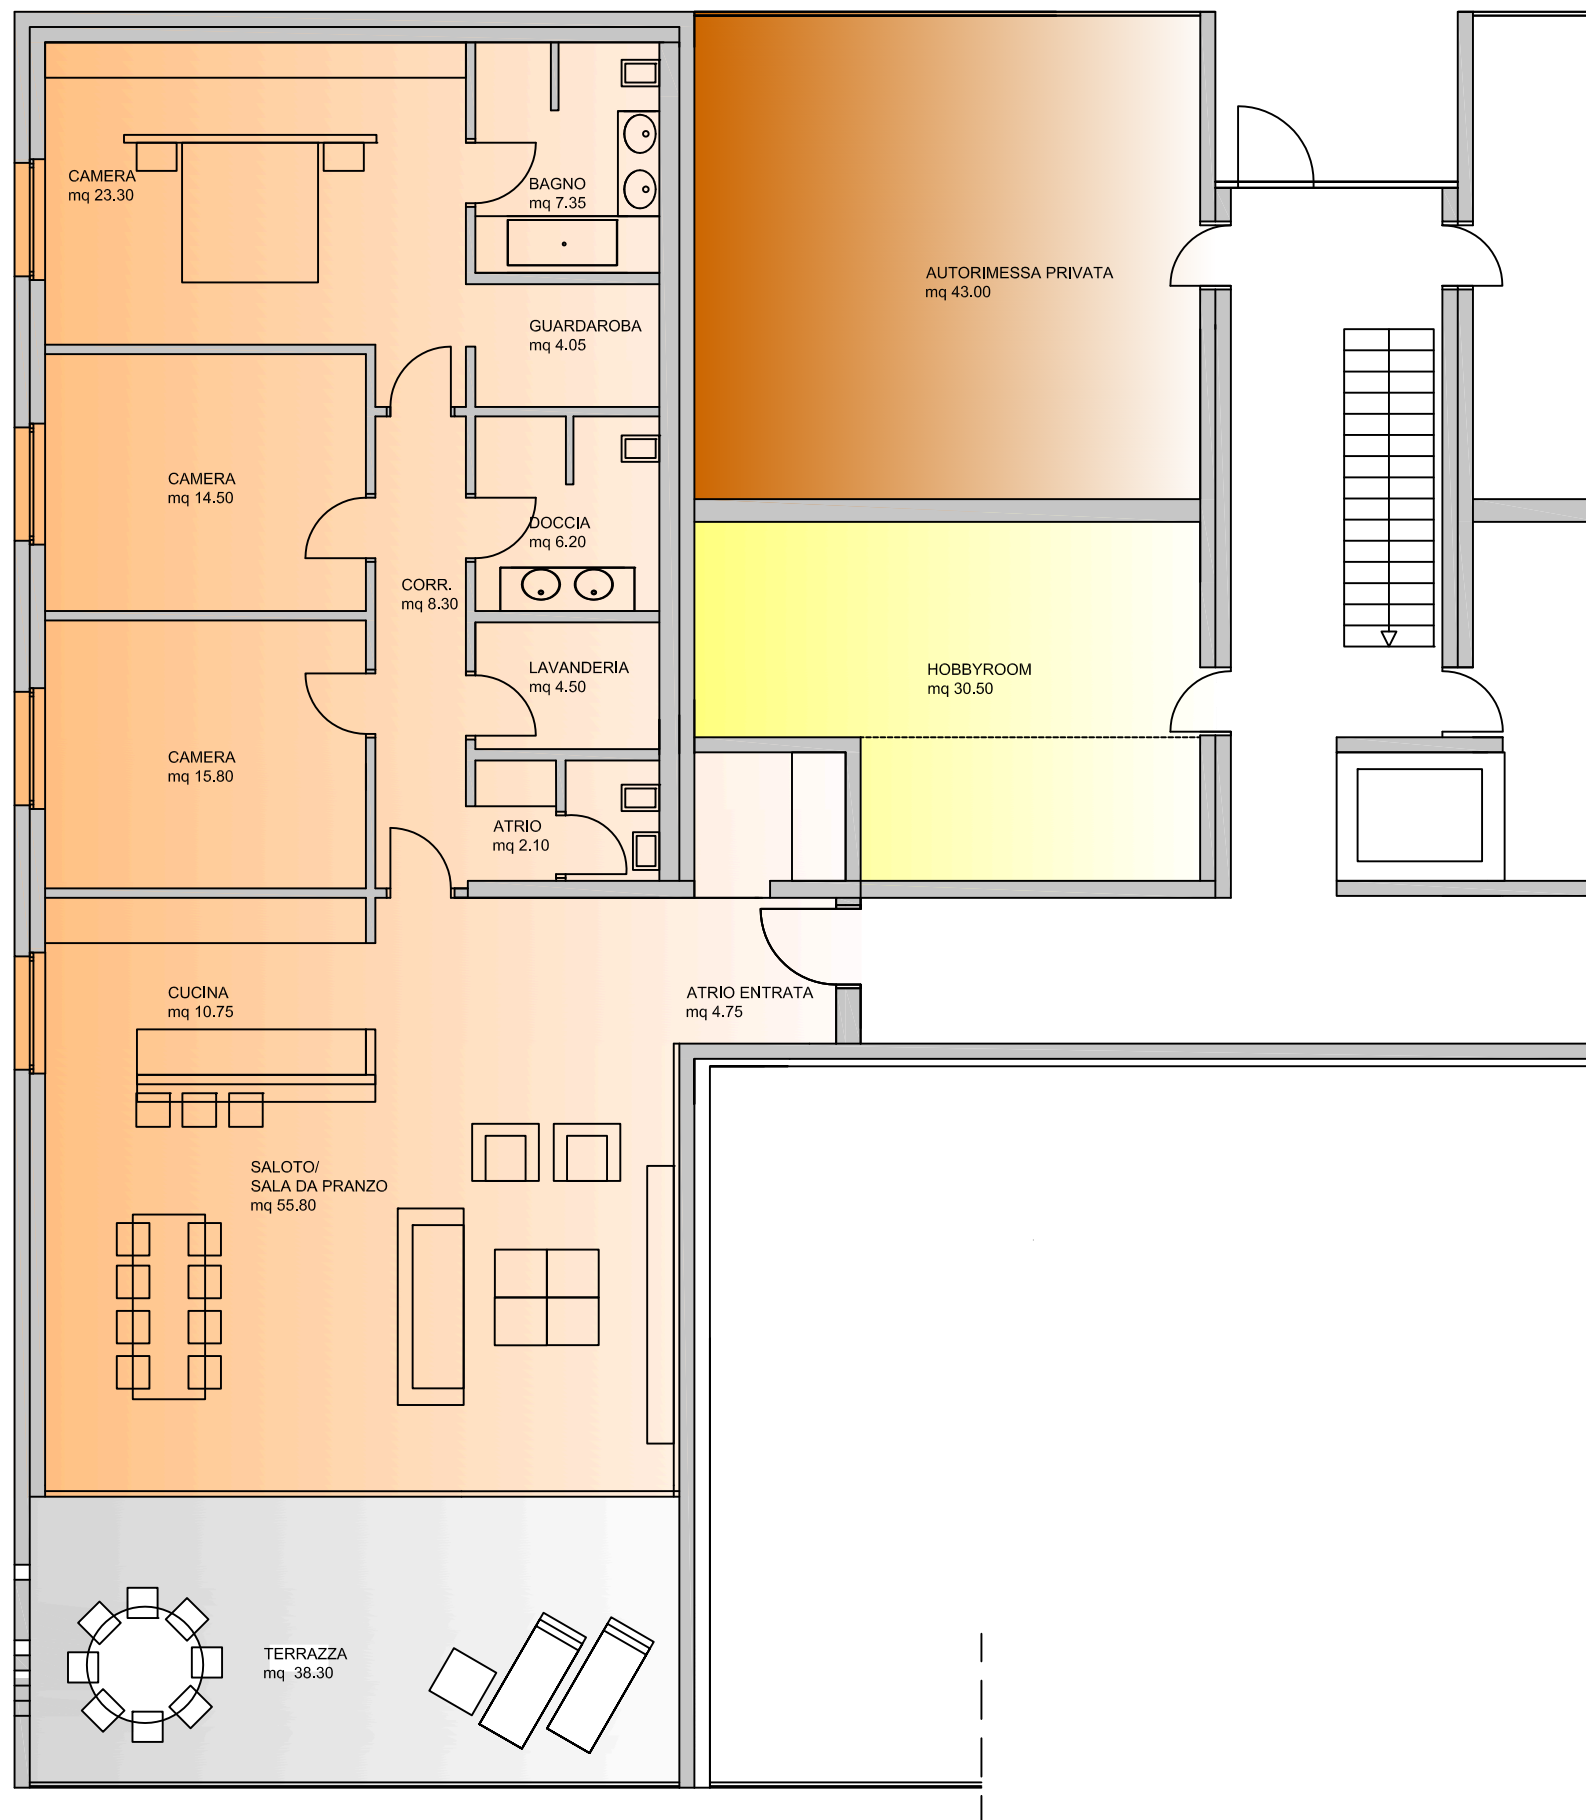 CAMERA
mq 23.30
BAGNO
mq 7.35
AUTORIMESSA PRIVATA
mq 43.00
GUARDAROBA
mq 4.05
CAMERA
mq 14.50
DOCCIA
mq 6.20
CORR.
mq 8.30
LAVANDERIA
mq 4.50
HOBBYROOM
mq 30.50
CAMERA
mq 15.80
ATRIO
mq 2.10
CUCINA
mq 10.75
ATRIO ENTRATA
mq 4.75
SALOTO/
SALA DA PRANZO
mq 55.80
TERRAZZA
mq 38.30